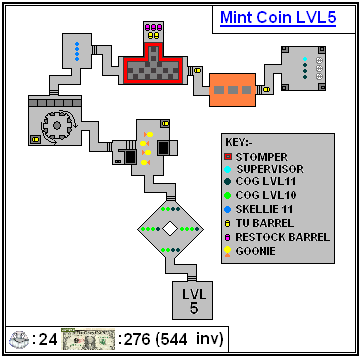 Mint Coin LVL5
KEY:-
STOMPER
SUPERVISOR
COG LVL11
COG LVL10
SKELLIE 11
TU BARREL
RESTOCK BARREL
GOONIE
LVL
5
:24 :276 (544 inv)